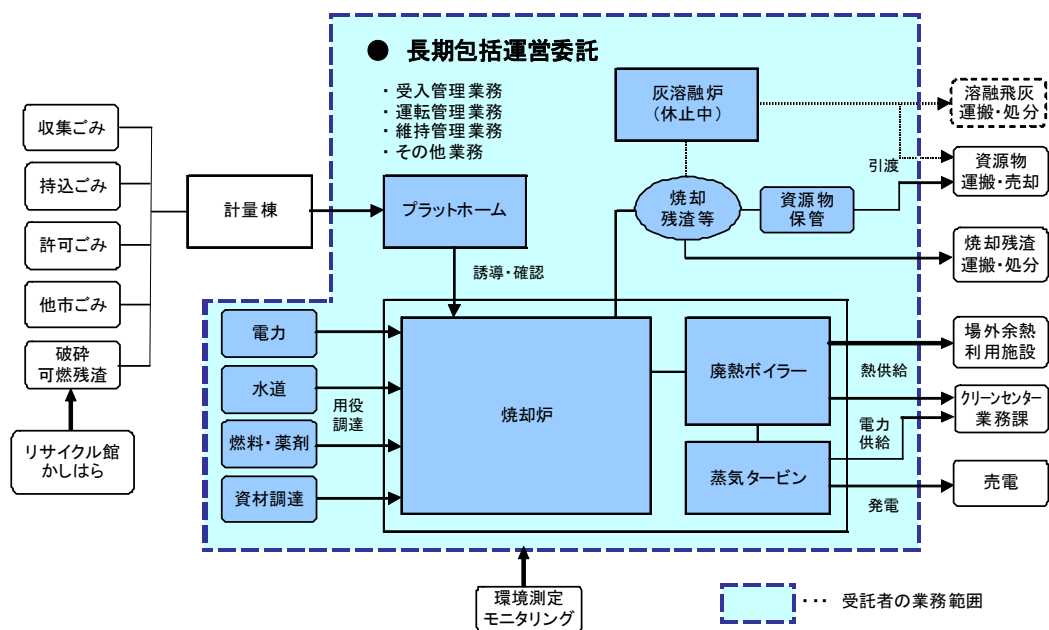 ● 長期包括運営委託
・受入管理業務
・運転管理業務
・維持管理業務
・その他業務
収集ごみ
持込ごみ
許可ごみ
他市ごみ
破砕
可燃残渣
リサイクル館
かしはら
計量棟
プラットホーム
誘導・確認
灰溶融炉
(休止中)
焼却
残渣等
資源物
保管
引渡
溶融飛灰
運搬・処分
資源物
運搬・売却
焼却残渣
運搬・処分
電力
水道
燃料・薬剤
資材調達
用役
調達
焼却炉
廃熱ボイラー
蒸気タービン
熱供給
電力
供給
発電
場外余熱
利用施設
クリーンセンター
業務課
売電
環境測定
モニタリング
・・・ 受託者の業務範囲